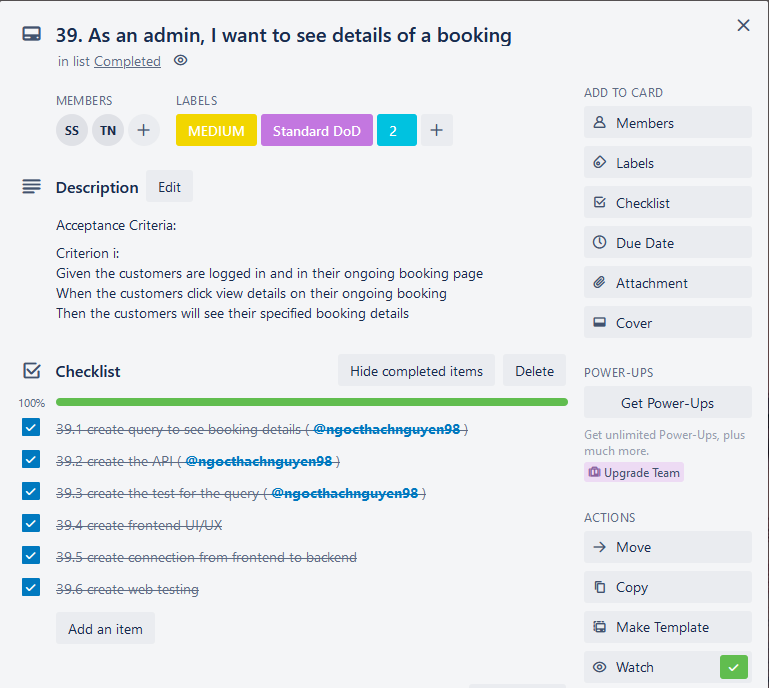 39. As an admin, I want to see details of a booking
in list Completed
MEMBERS
SS TN +
LABELS
MEDIUM Standard DoD 2 +
Description Edit
Acceptance Criteria:
Criterion i:
Given the customers are logged in and in their ongoing booking page
When the customers click view details on their ongoing booking
Then the customers will see their specified booking details
Checklist Hide completed items Delete
100%
39.1 create query to see booking details ( @ngocthachnguyen98 )
39.2 create the API ( @ngocthachnguyen98 )
39.3 create the test for the query ( @ngocthachnguyen98 )
39.4 create frontend UI/UX
39.5 create connection from frontend to backend
39.6 create web testing
Add an item
ADD TO CARD
Members
Labels
Checklist
Due Date
Attachment
Cover
POWER-UPS
Get Power-Ups
Get unlimited Power-Ups, plus
much more.
Upgrade Team
ACTIONS
Move
Copy
Make Template
Watch